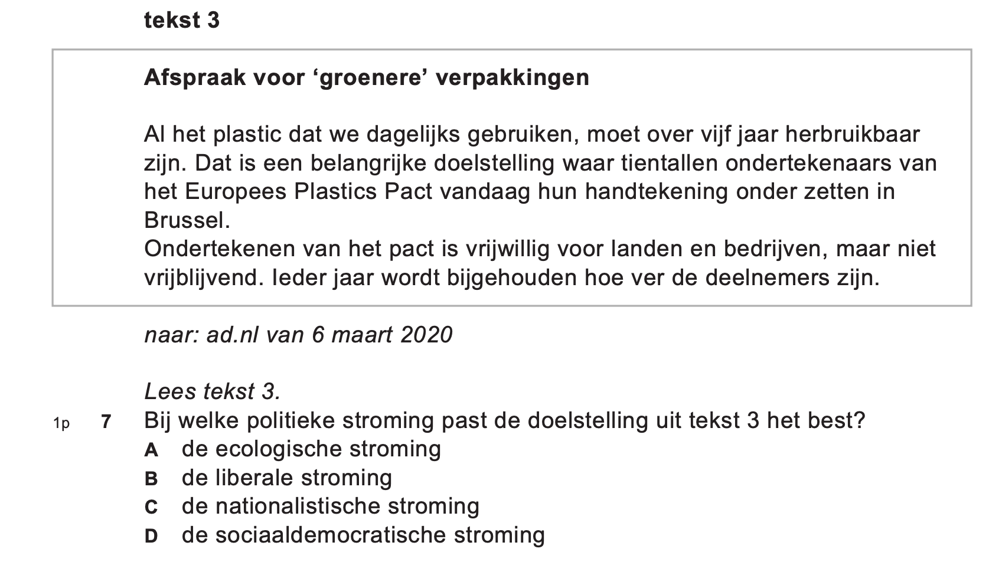 tekst 3
Afspraak voor ‘groenere’ verpakkingen
Al het plastic dat we dagelijks gebruiken, moet over vijf jaar herbruikbaar
zijn. Dat is een belangrijke doelstelling waar tientallen ondertekenaars van
het Europees Plastics Pact vandaag hun handtekening onder zetten in
Brussel.
Ondertekenen van het pact is vrijwillig voor landen en bedrijven, maar niet
vrijblijvend. Ieder jaar wordt bijgehouden hoe ver de deelnemers zijn.
naar: ad.nl van 6 maart 2020
Lees tekst 3.
1p 7 Bij welke politieke stroming past de doelstelling uit tekst 3 het best?
A de ecologische stroming
B de liberale stroming
C de nationalistische stroming
D de sociaaldemocratische stroming